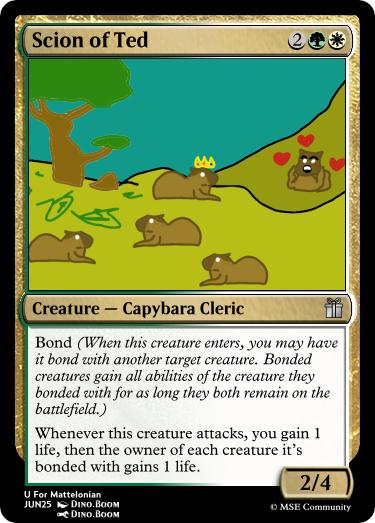 Scion of Ted 2
Creature — Capybara Cleric
Bond (When this creature enters, you may
have it bond with another target creature. Bonded
creatures gain all abilities of the creature they
bonded with for as long they both remain on the
battlefield.)
Whenever this creature attacks, you gain 1
life, then the owner of each creature it's
bonded with gains 1 life.
2/4
U For Mattelonian
JUN25 Dino.Boom
Dino.Boom
© MSE Community